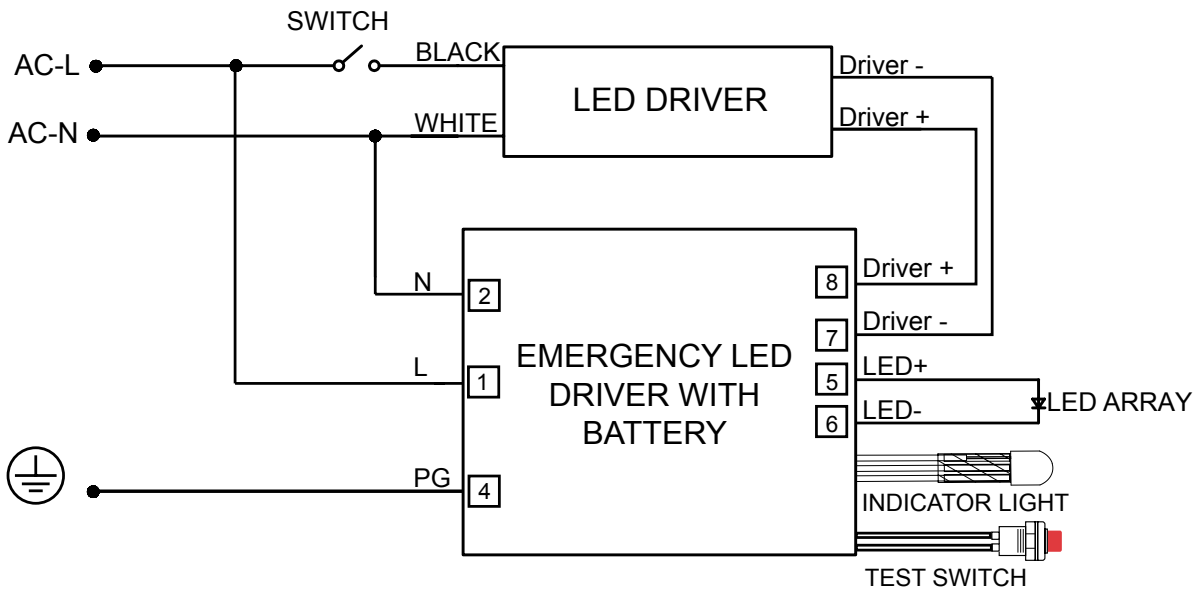 SWITCH
AC-L
BLACK
LED DRIVER
Driver -
Driver +
AC-N
WHITE
N
2
L
1
PG
4
EMERGENCY LED
DRIVER WITH
BATTERY
8
Driver +
7
Driver -
5
LED+
6
LED-
LED ARRAY
INDICATOR LIGHT
TEST SWITCH